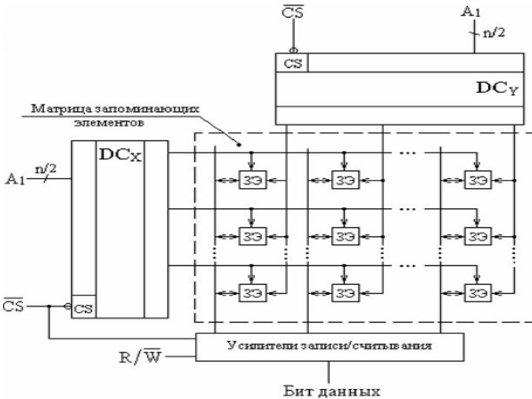 CS
A1
n/2
CS
DCY
Матрица запоминающих
элементов
DCX
n/2
A1
...
ЗЭ
ЗЭ
ЗЭ
...
ЗЭ
ЗЭ
ЗЭ
...
ЗЭ
ЗЭ
ЗЭ
CS
CS
Усилители записи/считывания
R/W
Бит данных